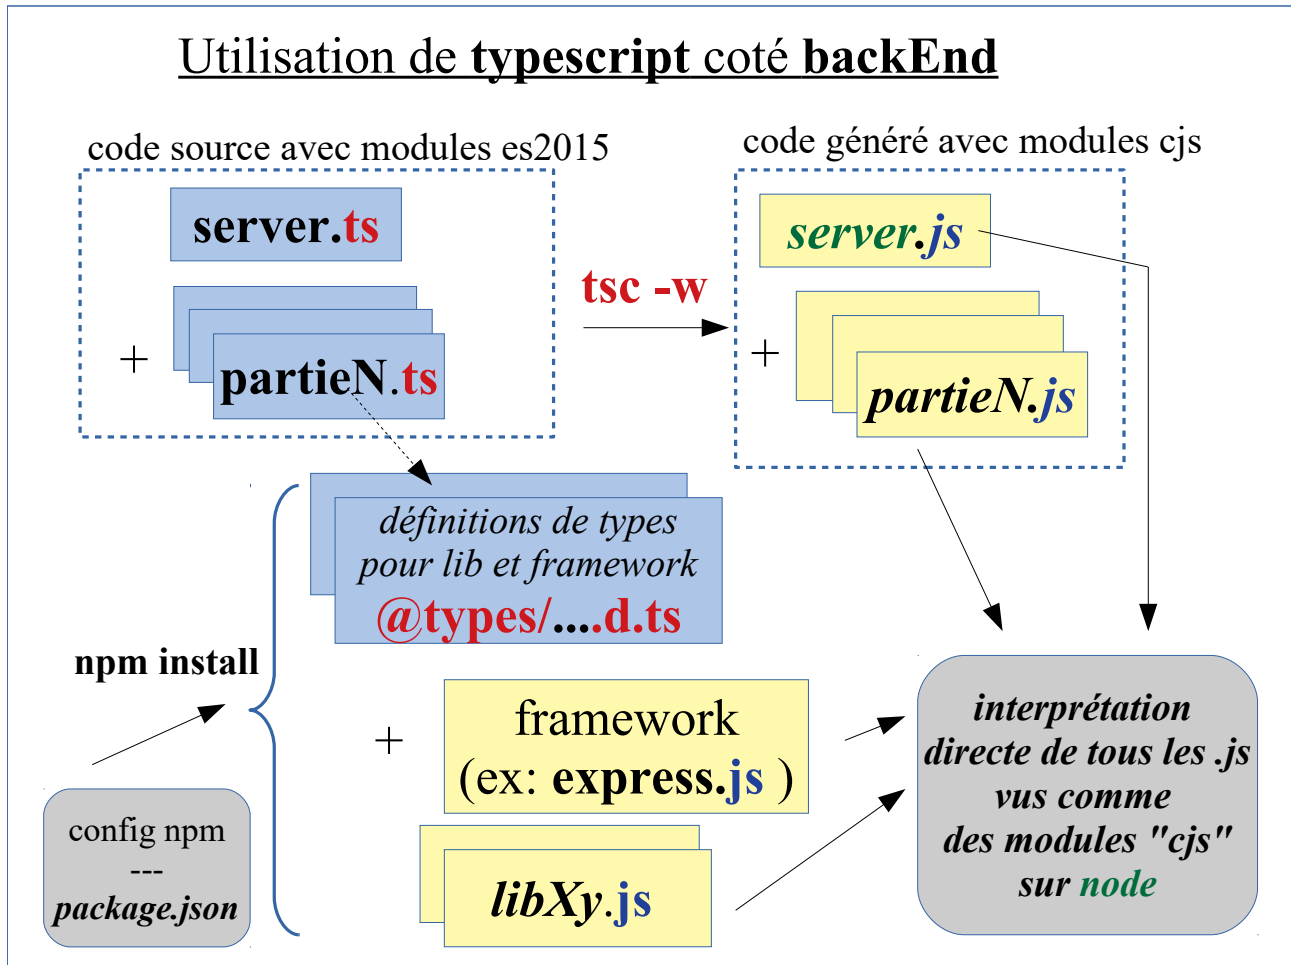 Utilisation de typescript coté backEnd
code source avec modules es2015
code généré avec modules cjs
server.ts
server.js
tsc -w
+
partieN.ts
+
partieN.js
définitions de types
pour lib et framework
@types/....d.ts
npm install
+
framework
(ex: express.js )
libXy.js
config npm
---
package.json
interprétation
directe de tous les .js
vus comme
des modules "cjs"
sur node